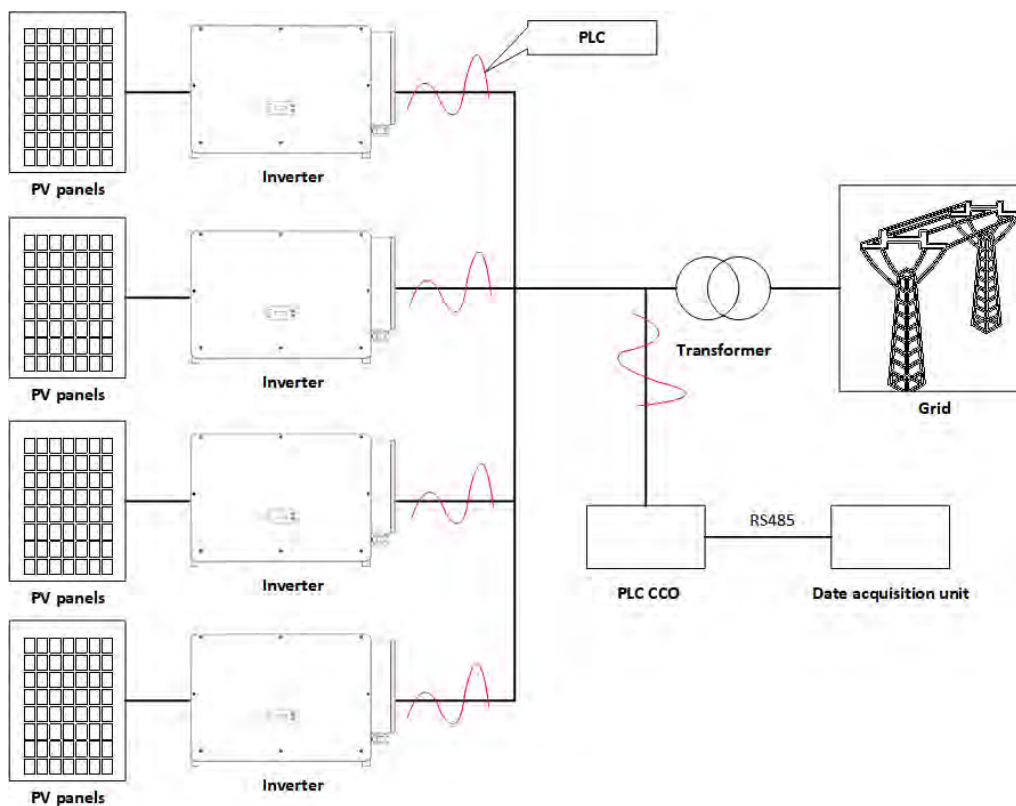 PLC
PV panels
Inverter
PV panels
Inverter
Transformer
Grid
PV panels
Inverter
RS485
PLC CCO
Date acquisition unit
PV panels
Inverter